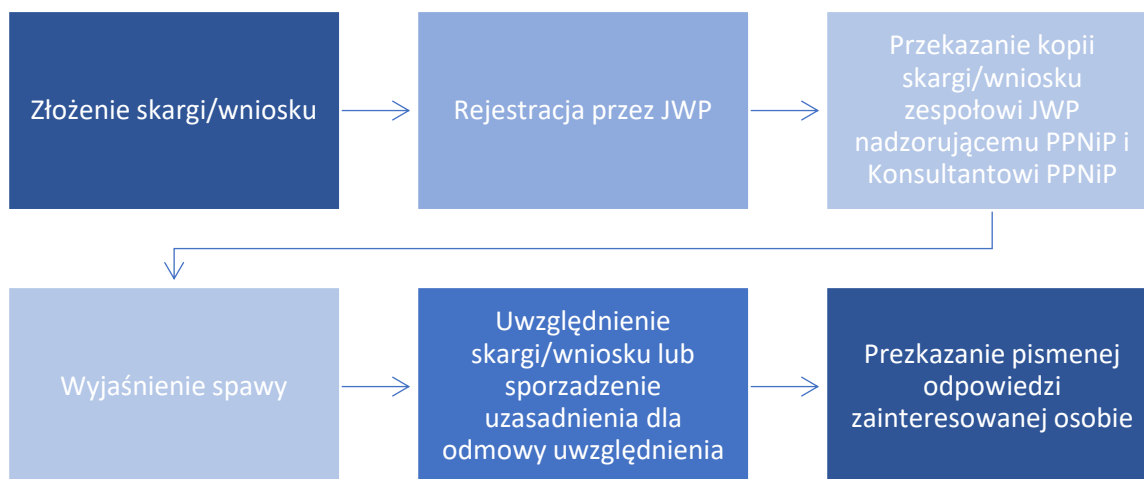 Złożenie skargi/wniosku
Rejestracja przez JWP
Przekazanie kopii
skargi/wniosku
zespołowi JWP
nadzorującemu PPNiP i
Konsultantowi PPNiP
Wyjaśnienie spawy
Uwzględnienie
skargi/wniosku lub
sporzadzenie
uzasadnienia dla
odmowy uwzględnienia
Prezkazanie pismenej
odpowiedzi
zainteresowanej osobie